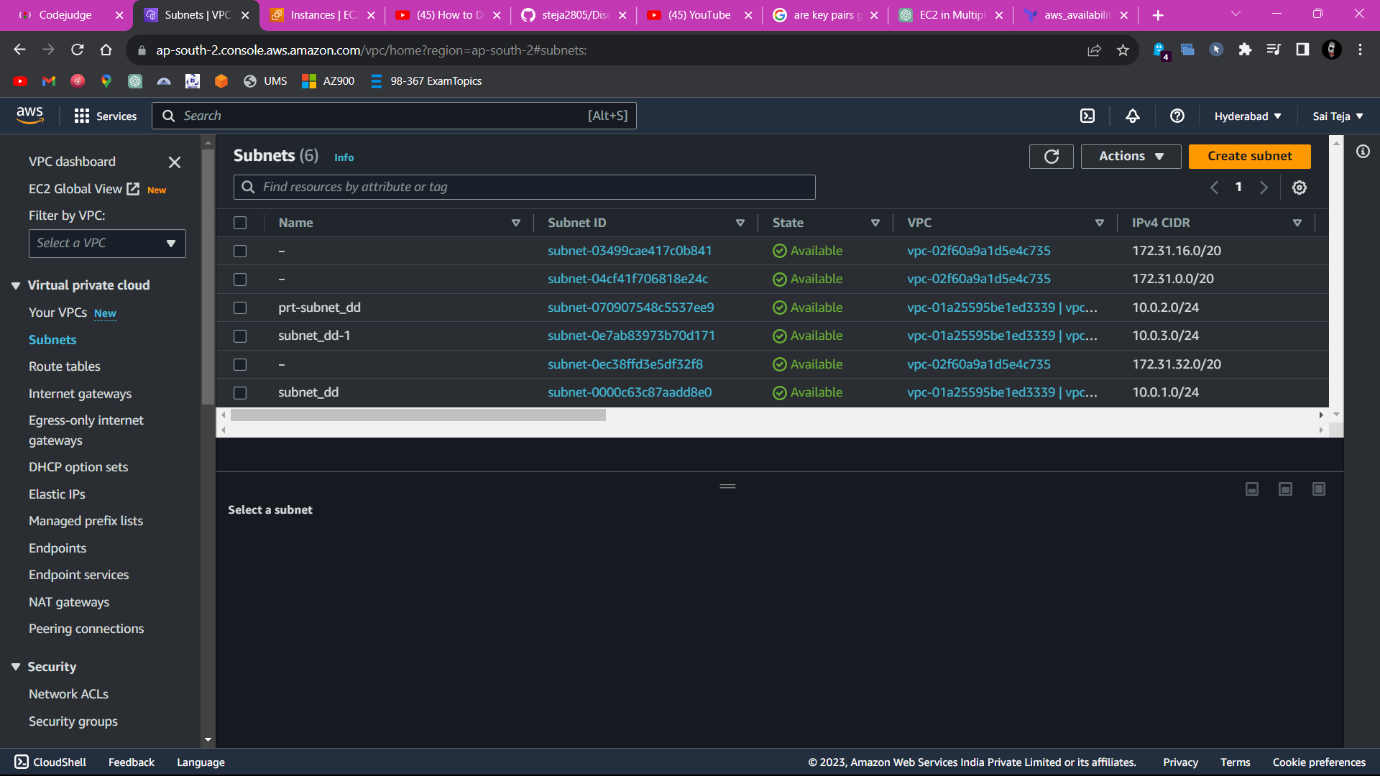 Codejudge
Subnets | VPC
Instances | EC
(45) How to D
steja2805/Disc
(45) YouTube
are key pairs g
EC2 in Multipl
aws_availabilit
ap-south-2.console.aws.amazon.com/vpc/home?region=ap-south-2#subnets:
4
UMS
AZ900
98-367 ExamTopics
aws
Services
Search
[Alt+S]
Hyderabad
Sai Teja
VPC dashboard
EC2 Global View New
Filter by VPC:
Select a VPC
Virtual private cloud
Your VPCs New
Subnets
Route tables
Internet gateways
Egress-only internet
gateways
DHCP option sets
Elastic IPs
Managed prefix lists
Endpoints
Endpoint services
NAT gateways
Peering connections
Security
Network ACLs
Security groups
Subnets (6) Info
Actions
Create subnet
Find resources by attribute or tag
1
Name Subnet ID State VPC IPv4 CIDR
– subnet-03499cae417c0b841 Available vpc-02f60a9a1d5e4c735 172.31.16.0/20
– subnet-04cf41f706818e24c Available vpc-02f60a9a1d5e4c735 172.31.0.0/20
prt-subnet_dd subnet-070907548c5537ee9 Available vpc-01a25595be1ed3339 | vpc... 10.0.2.0/24
subnet_dd-1 subnet-0e7ab83973b70d171 Available vpc-01a25595be1ed3339 | vpc... 10.0.3.0/24
– subnet-0ec38ffd3e5df32f8 Available vpc-02f60a9a1d5e4c735 172.31.32.0/20
subnet_dd subnet-0000c63c87aadd8e0 Available vpc-01a25595be1ed3339 | vpc... 10.0.1.0/24
Select a subnet
CloudShell Feedback Language
© 2023, Amazon Web Services India Private Limited or its affiliates. Privacy Terms Cookie preferences